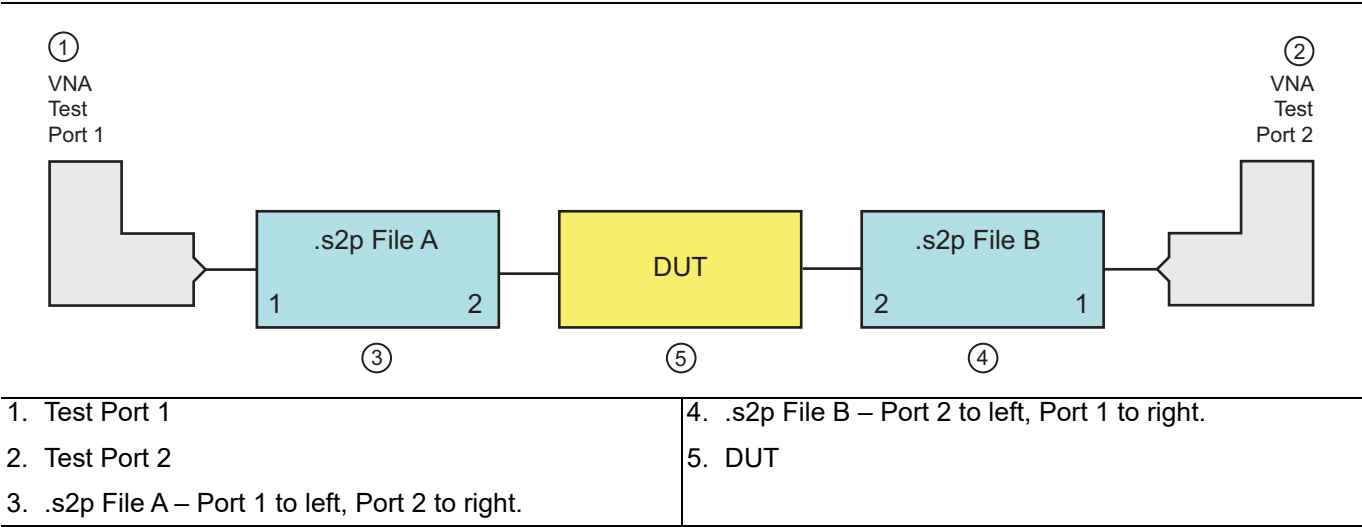 ①
VNA
Test
Port 1
②
VNA
Test
Port 2
.s2p File A
1 2
DUT
.s2p File B
2 1
③
⑤
④
1. Test Port 1
2. Test Port 2
3. .s2p File A – Port 1 to left, Port 2 to right.
4. .s2p File B – Port 2 to left, Port 1 to right.
5. DUT